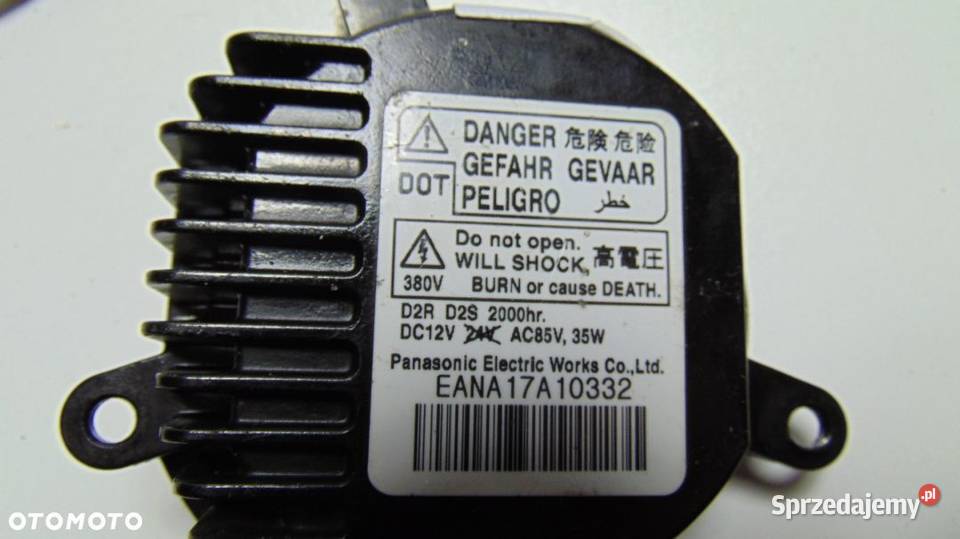 DANGER 危険 危险
GEFAHR GEVAAR
DOT
PELIGRO خطر
Do not open.
WILL SHOCK, 高電圧
380V BURN or cause DEATH.
D2R D2S 2000hr.
DC12V 24V AC85V, 35W
Panasonic Electric Works Co.,Ltd.
EANA17A10332
OTOMOTO
Sprzedajemy.pl